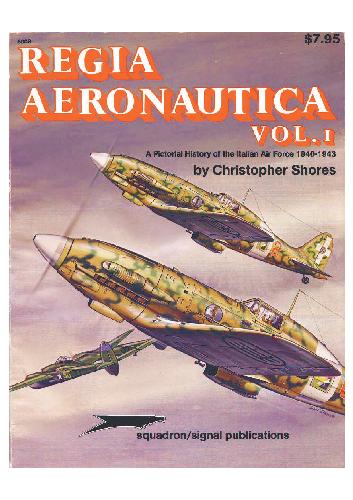 $7.95
REGIA
AERONAUTICA
VOL. 1
A Pictorial History of the Italian Air Force 1940-1943
by Christopher Shores
squadron/signal publications